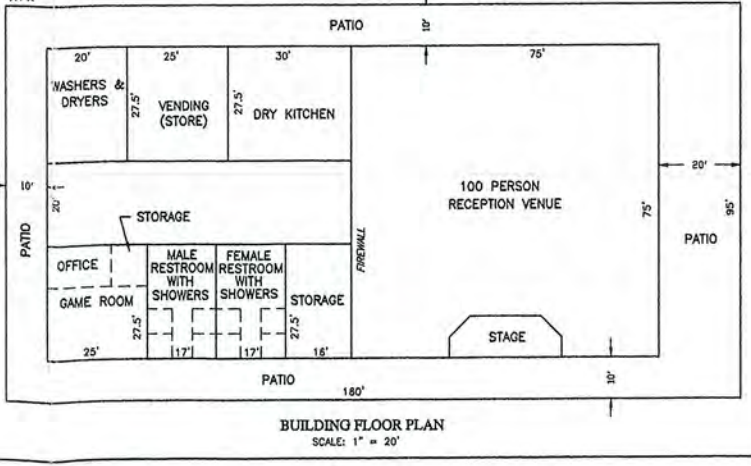 PATIO
10'
20'
25'
30'
75'
WASHERS &
DRYERS
27.5'
VENDING
(STORE)
27.5'
DRY KITCHEN
10'
20'
PATIO
STORAGE
OFFICE
GAME ROOM
MALE
RESTROOM
WITH
SHOWERS
FEMALE
RESTROOM
WITH
SHOWERS
STORAGE
27.5'
27.5'
25'
17'
17'
16'
FIREWALL
100 PERSON
RECEPTION VENUE
75'
20'
95'
PATIO
STAGE
PATIO
180'
10'
BUILDING FLOOR PLAN
SCALE: 1" = 20'